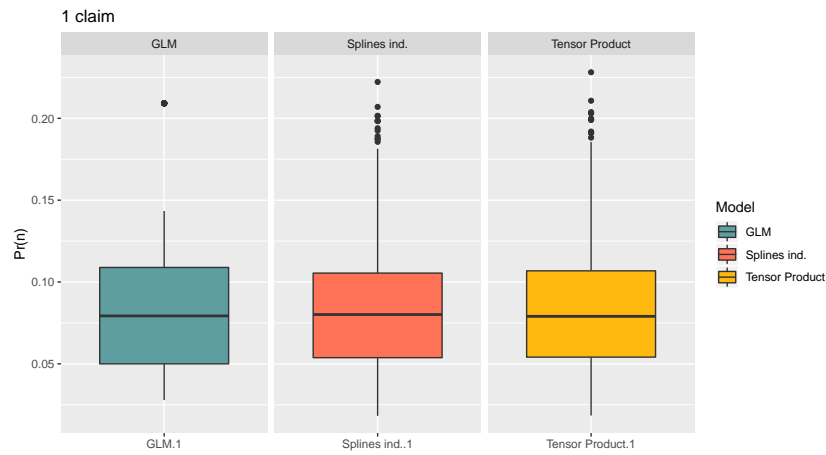 1 claim
GLM
Splines ind.
Tensor Product
0.20
0.15
0.10
0.05
Pr(n)
GLM.1
Splines ind..1
Tensor Product.1
Model
GLM
Splines ind.
Tensor Product